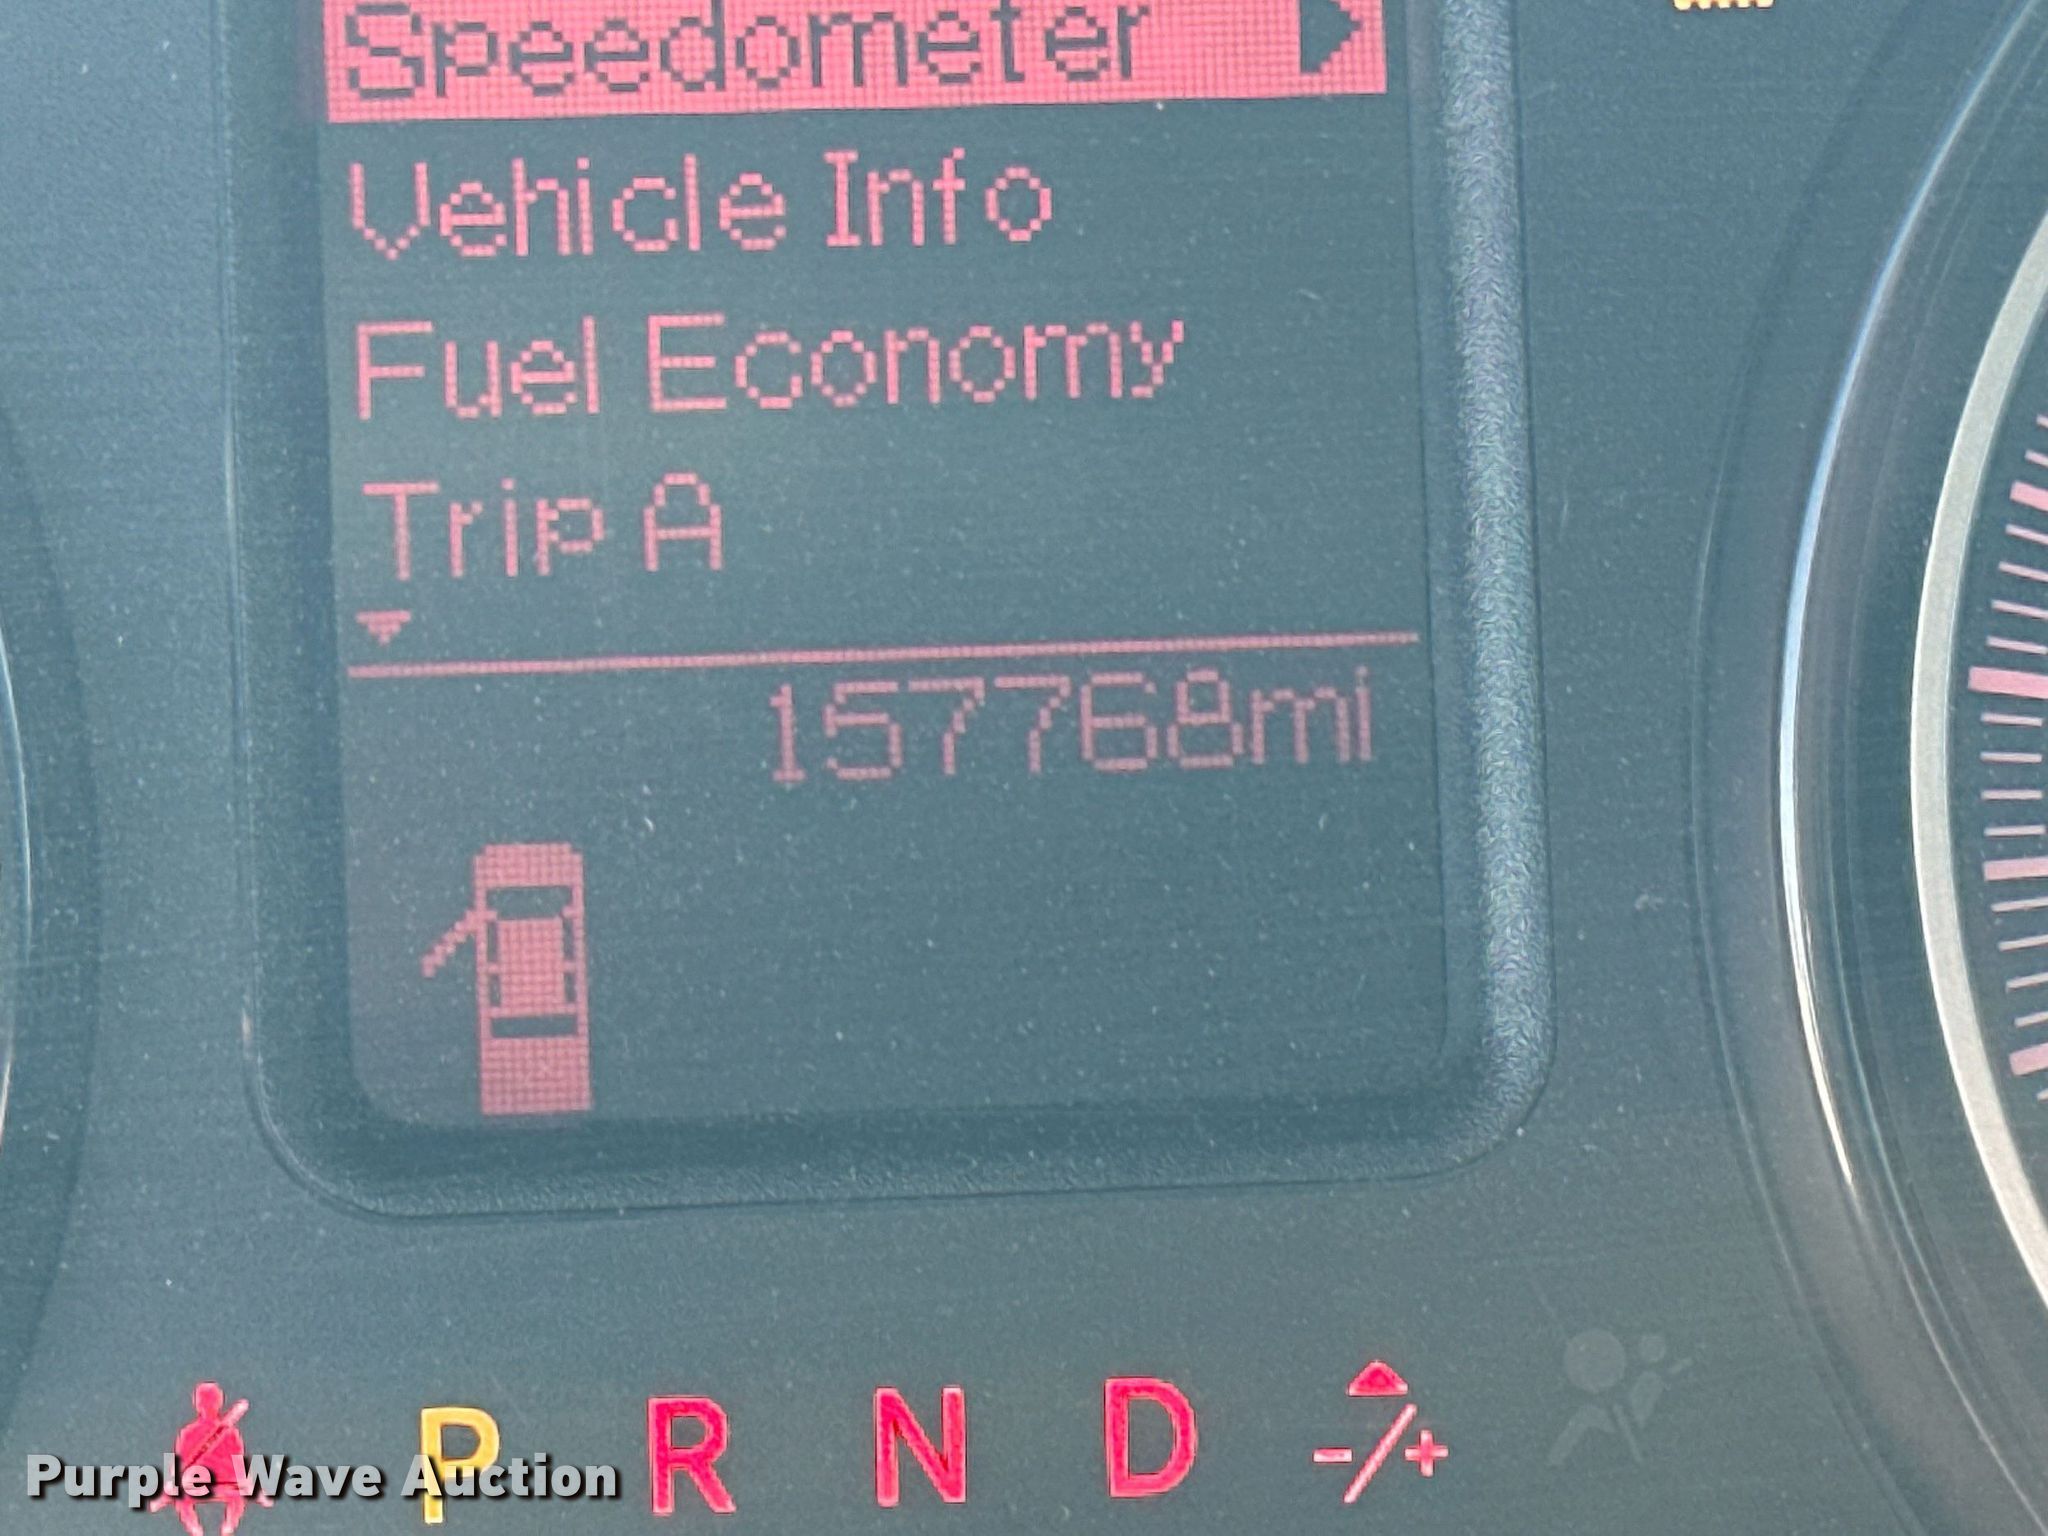 Speedometer
Vehicle Info
Fuel Economy
Trip A
157768mi
P R N D -/+
Purple Wave Auction